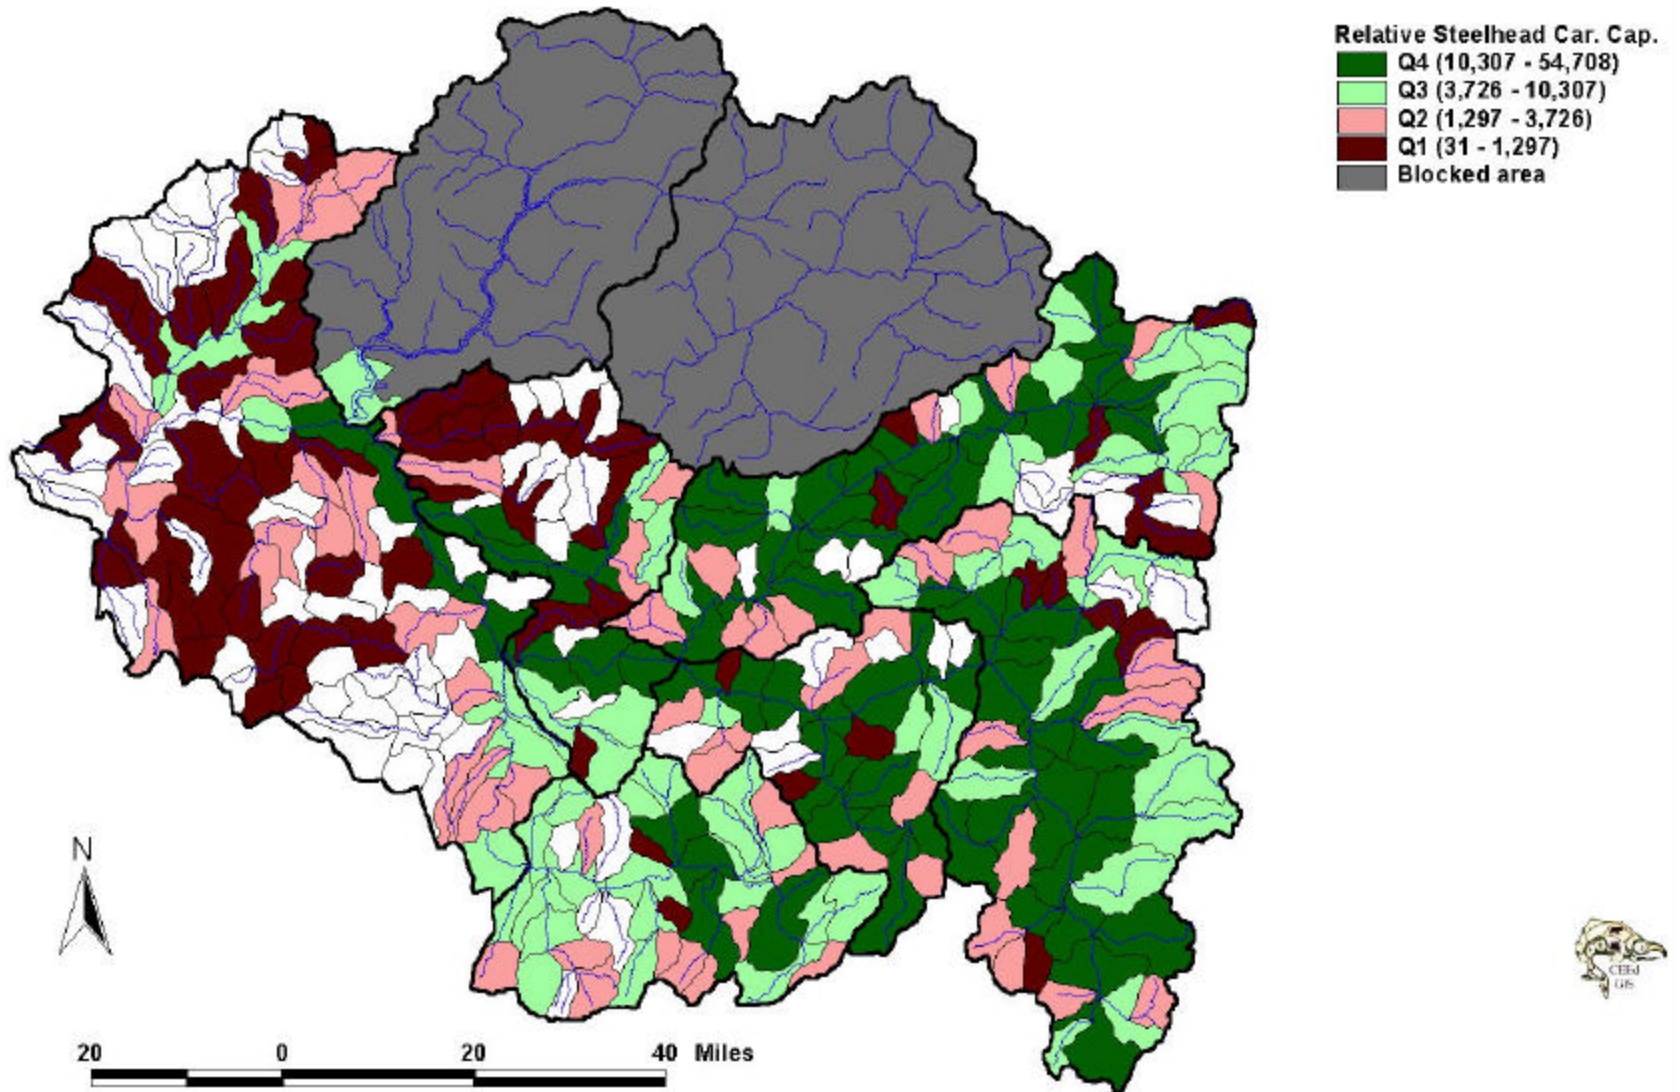 Relative Steelhead Car. Cap.
Q4 (10,307 - 54,708)
Q3 (3,726 - 10,307)
Q2 (1,297 - 3,726)
Q1 (31 - 1,297)
Blocked area
N
20 0 20 40 Miles
GIS